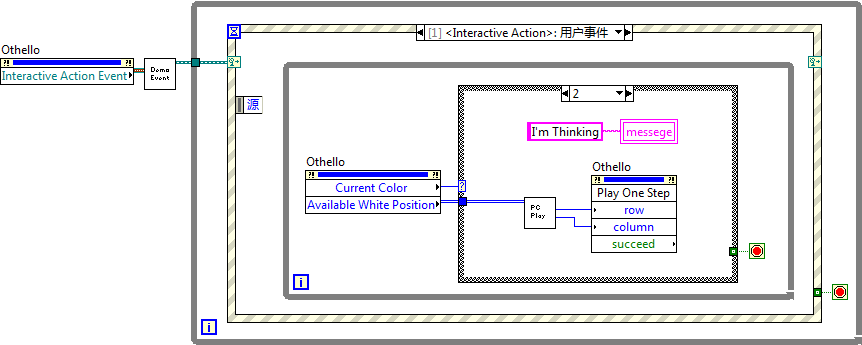 [1] <Interactive Action>: 用户事件
Othello
Interactive Action Event
Demo
Event
源
2
I'm Thinking
messege
Othello
Current Color
Available White Position
?
PC
Play
Othello
Play One Step
row
column
succeed
i
i